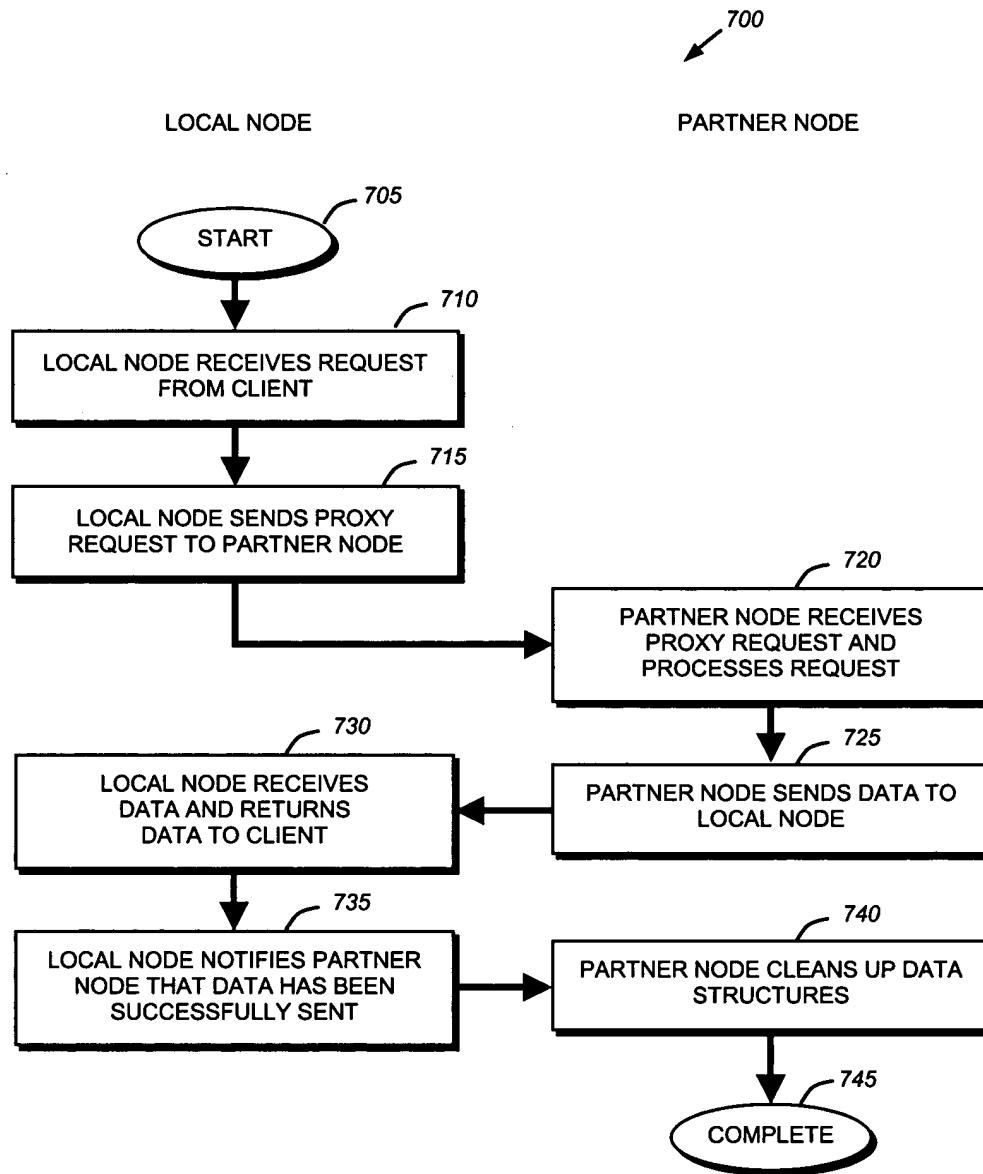 700
LOCAL NODE
PARTNER NODE
705
START
710
LOCAL NODE RECEIVES REQUEST
FROM CLIENT
715
LOCAL NODE SENDS PROXY
REQUEST TO PARTNER NODE
720
PARTNER NODE RECEIVES
PROXY REQUEST AND
PROCESSES REQUEST
725
PARTNER NODE SENDS DATA TO
LOCAL NODE
730
LOCAL NODE RECEIVES
DATA AND RETURNS
DATA TO CLIENT
735
LOCAL NODE NOTIFIES PARTNER
NODE THAT DATA HAS BEEN
SUCCESSFULLY SENT
740
PARTNER NODE CLEANS UP DATA
STRUCTURES
745
COMPLETE